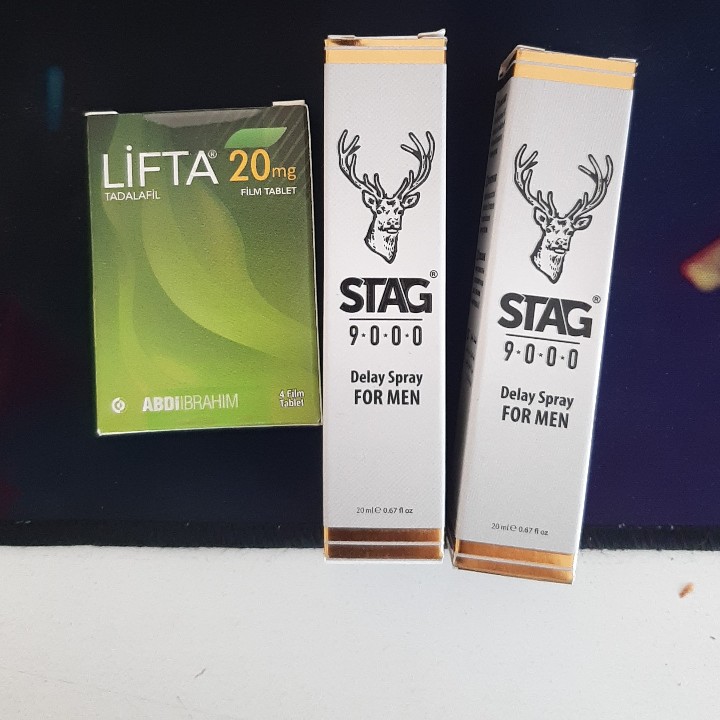 LİFTA® 20mg
TADALAFİL FİLM TABLET
ABDİİBRAHİM
4 Film
Tablet
STAG®
9·0·0·0
Delay Spray
FOR MEN
20 ml ℮ 0.67 fl oz
STAG®
9·0·0·0
Delay Spray
FOR MEN
20 ml ℮ 0.67 fl oz